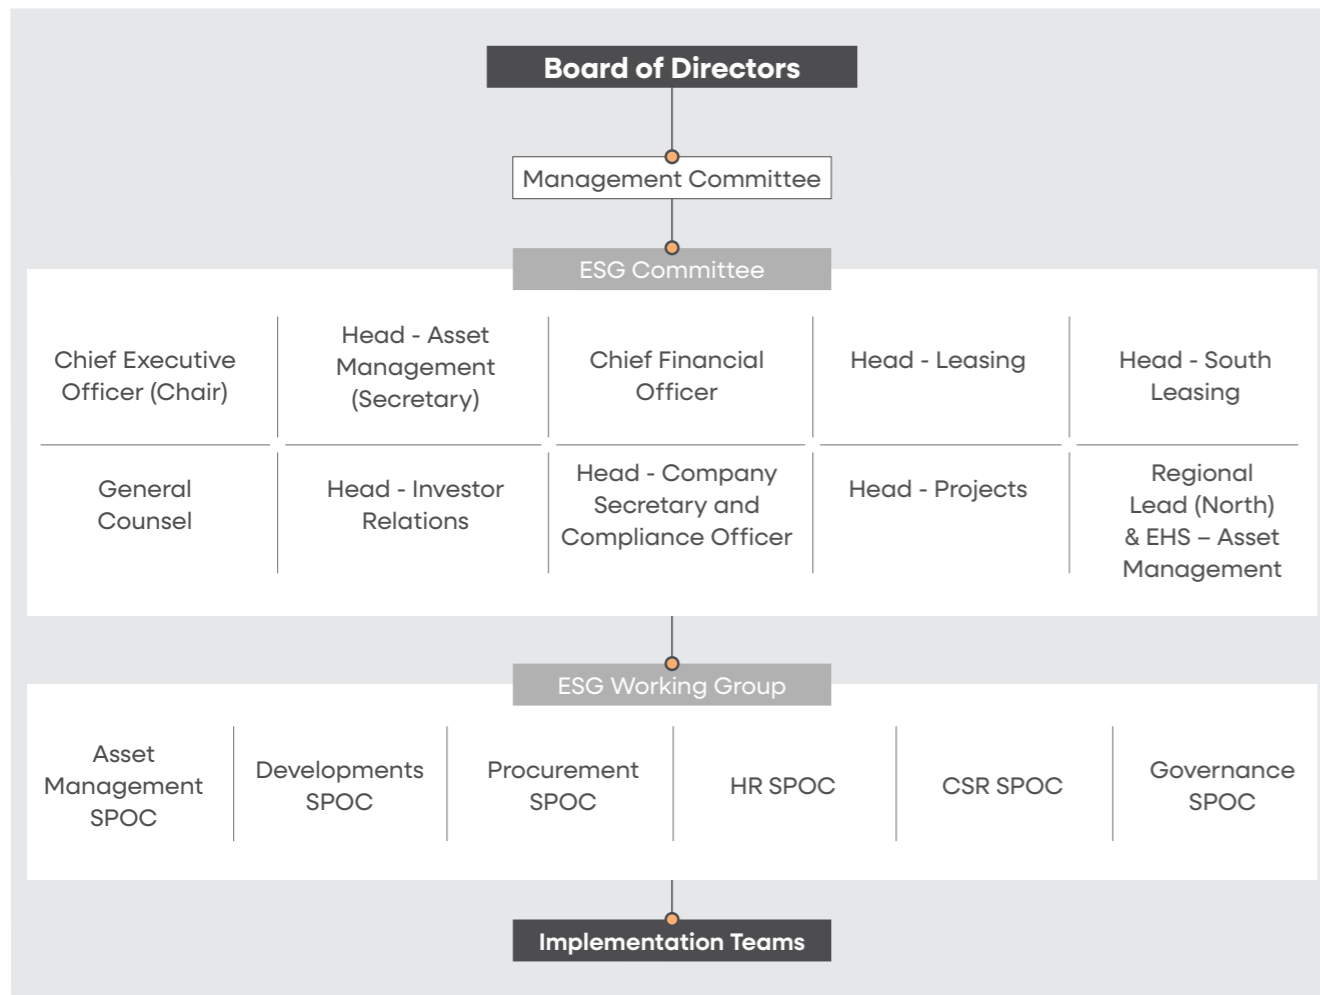 Board of Directors
Management Committee
ESG Committee
Chief Executive
Officer (Chair)
Head - Asset
Management
(Secretary)
Chief Financial
Officer
Head - Leasing
Head - South
Leasing
General
Counsel
Head - Investor
Relations
Head - Company
Secretary and
Compliance Officer
Head - Projects
Regional
Lead (North)
& EHS – Asset
Management
ESG Working Group
Asset
Management
SPOC
Developments
SPOC
Procurement
SPOC
HR SPOC
CSR SPOC
Governance
SPOC
Implementation Teams